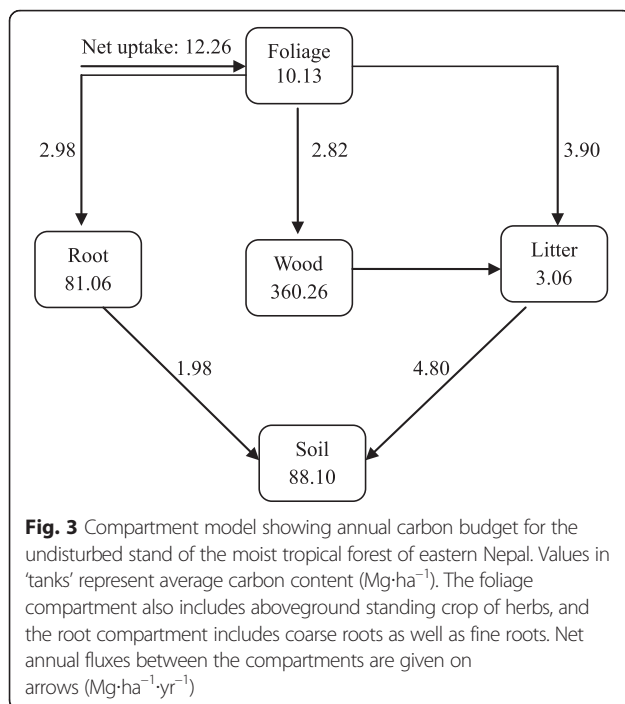 Net uptake: 12.26
Foliage
10.13
2.98
2.82
3.90
Root
81.06
Wood
360.26
Litter
3.06
1.98
4.80
Soil
88.10
Fig. 3 Compartment model showing annual carbon budget for the
undisturbed stand of the moist tropical forest of eastern Nepal. Values in
‘tanks’ represent average carbon content (Mg·ha⁻¹). The foliage
compartment also includes aboveground standing crop of herbs, and
the root compartment includes coarse roots as well as fine roots. Net
annual fluxes between the compartments are given on
arrows (Mg·ha⁻¹·yr⁻¹)